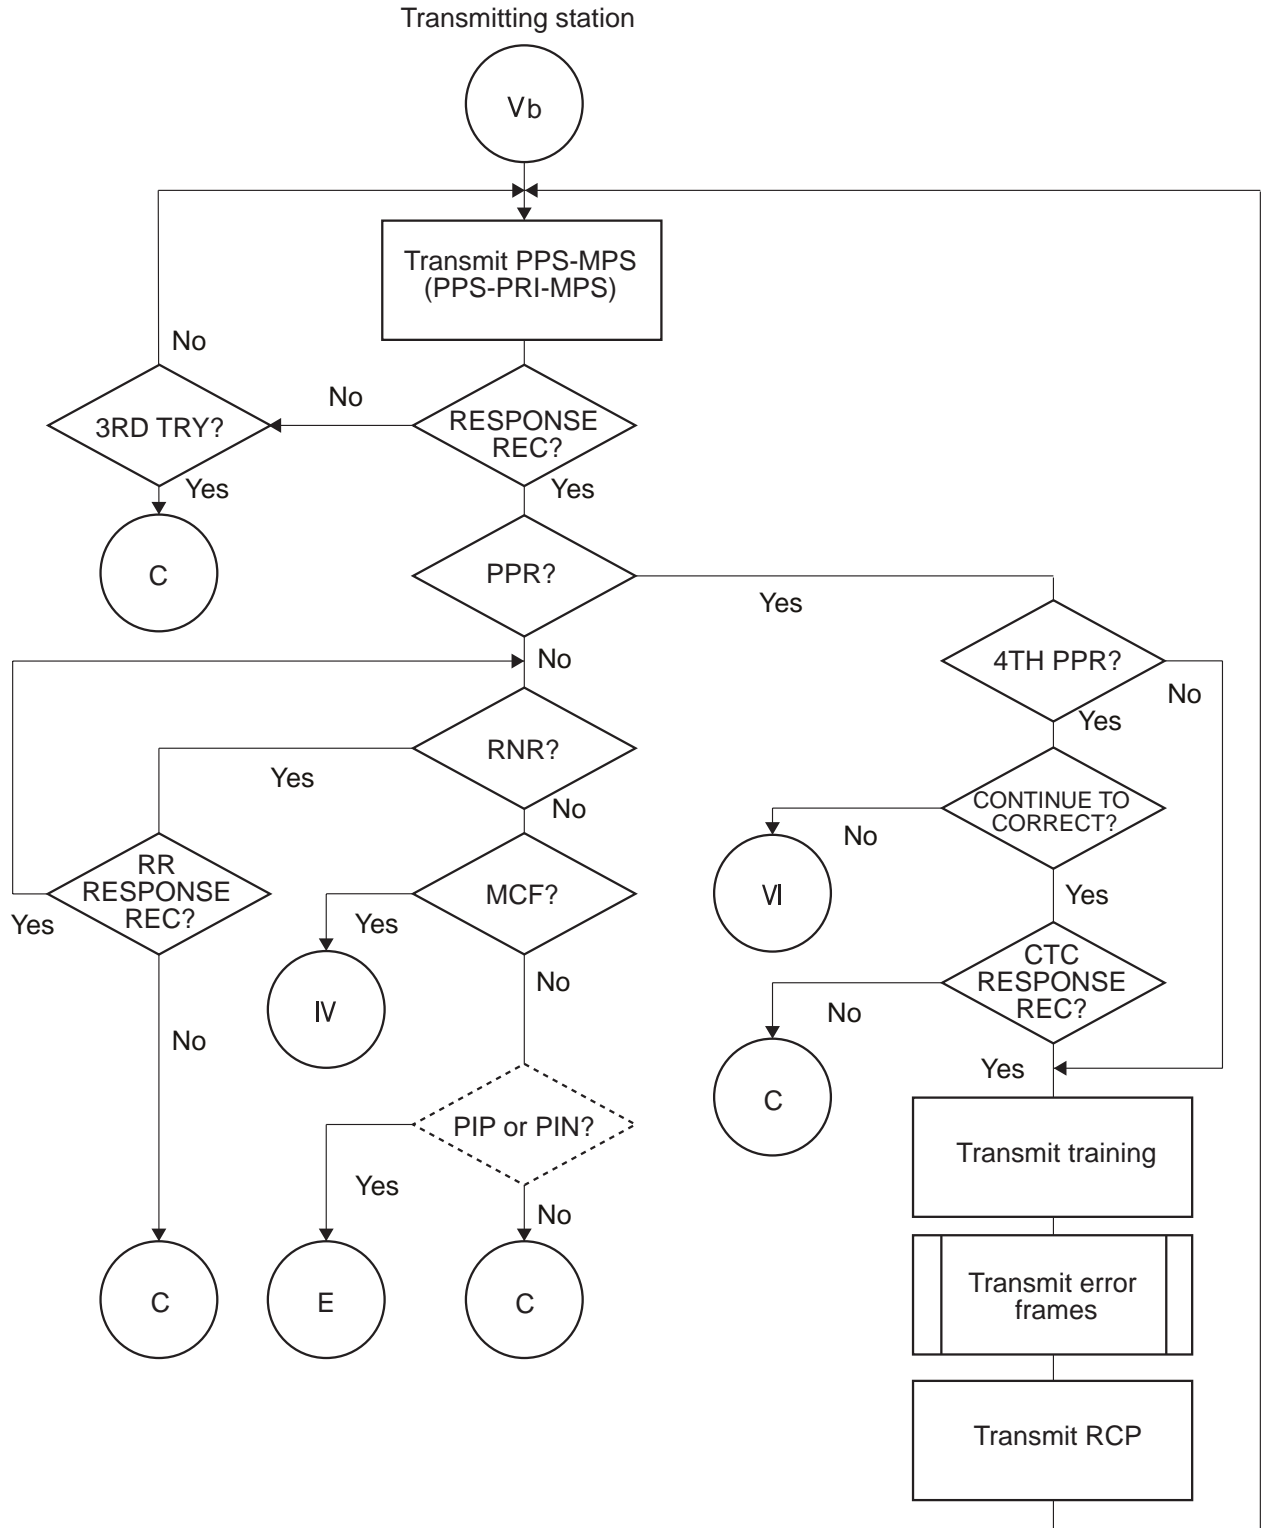 Transmitting station
Vb
Transmit PPS-MPS
(PPS-PRI-MPS)
No
3RD TRY?
No
RESPONSE
REC?
Yes
Yes
C
PPR?
Yes
No
4TH PPR?
No
Yes
RNR?
Yes
No
CONTINUE TO
CORRECT?
No
Yes
VI
RR
RESPONSE
REC?
Yes
No
MCF?
Yes
No
IV
CTC
RESPONSE
REC?
No
Yes
C
PIP or PIN?
Yes
No
Transmit training
C
E
C
Transmit error
frames
Transmit RCP